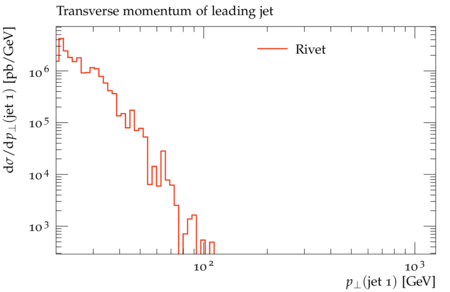 Transverse momentum of leading jet
dσ/dp⊥(jet 1) [pb/GeV]
Rivet
10^6
10^5
10^4
10^3
10^2
10^3
p⊥(jet 1) [GeV]